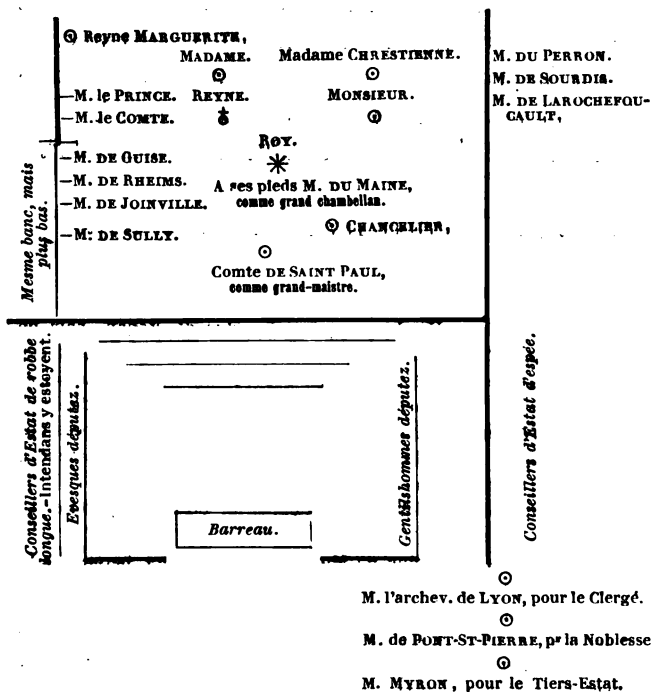 Reyne MARGUERITE,
MADAME. Madame CHRESTIENNE. M. DU PERRON.
M. DE SOURDIS.
M. le PRINCE. REYNE. MONSIEUR. M. DE LAROCHEFOU-
M. le COMTE. CAULT,
ROY.
M. DE GUISE.
M. DE RHEIMS. A ses pieds M. DU MAINE,
comme grand chambellan.
M. DE JOINVILLE.
CHANCELIER,
M. DE SULLY.
Comte DE SAINT PAUL,
comme grand-maistre.
Mesme banc, mais
plus bas.
Conseillers d'Estat de robbe
longue.-Intendans y estoyent.
Evesques députez.
Gentilshommes députez.
Conseillers d'Estat d'espée.
Barreau.
M. l'archev. de LYON, pour le Clergé.
M. de PONT-ST-PIERRE, pr la Noblesse
M. MYRON, pour le Tiers-Estat.